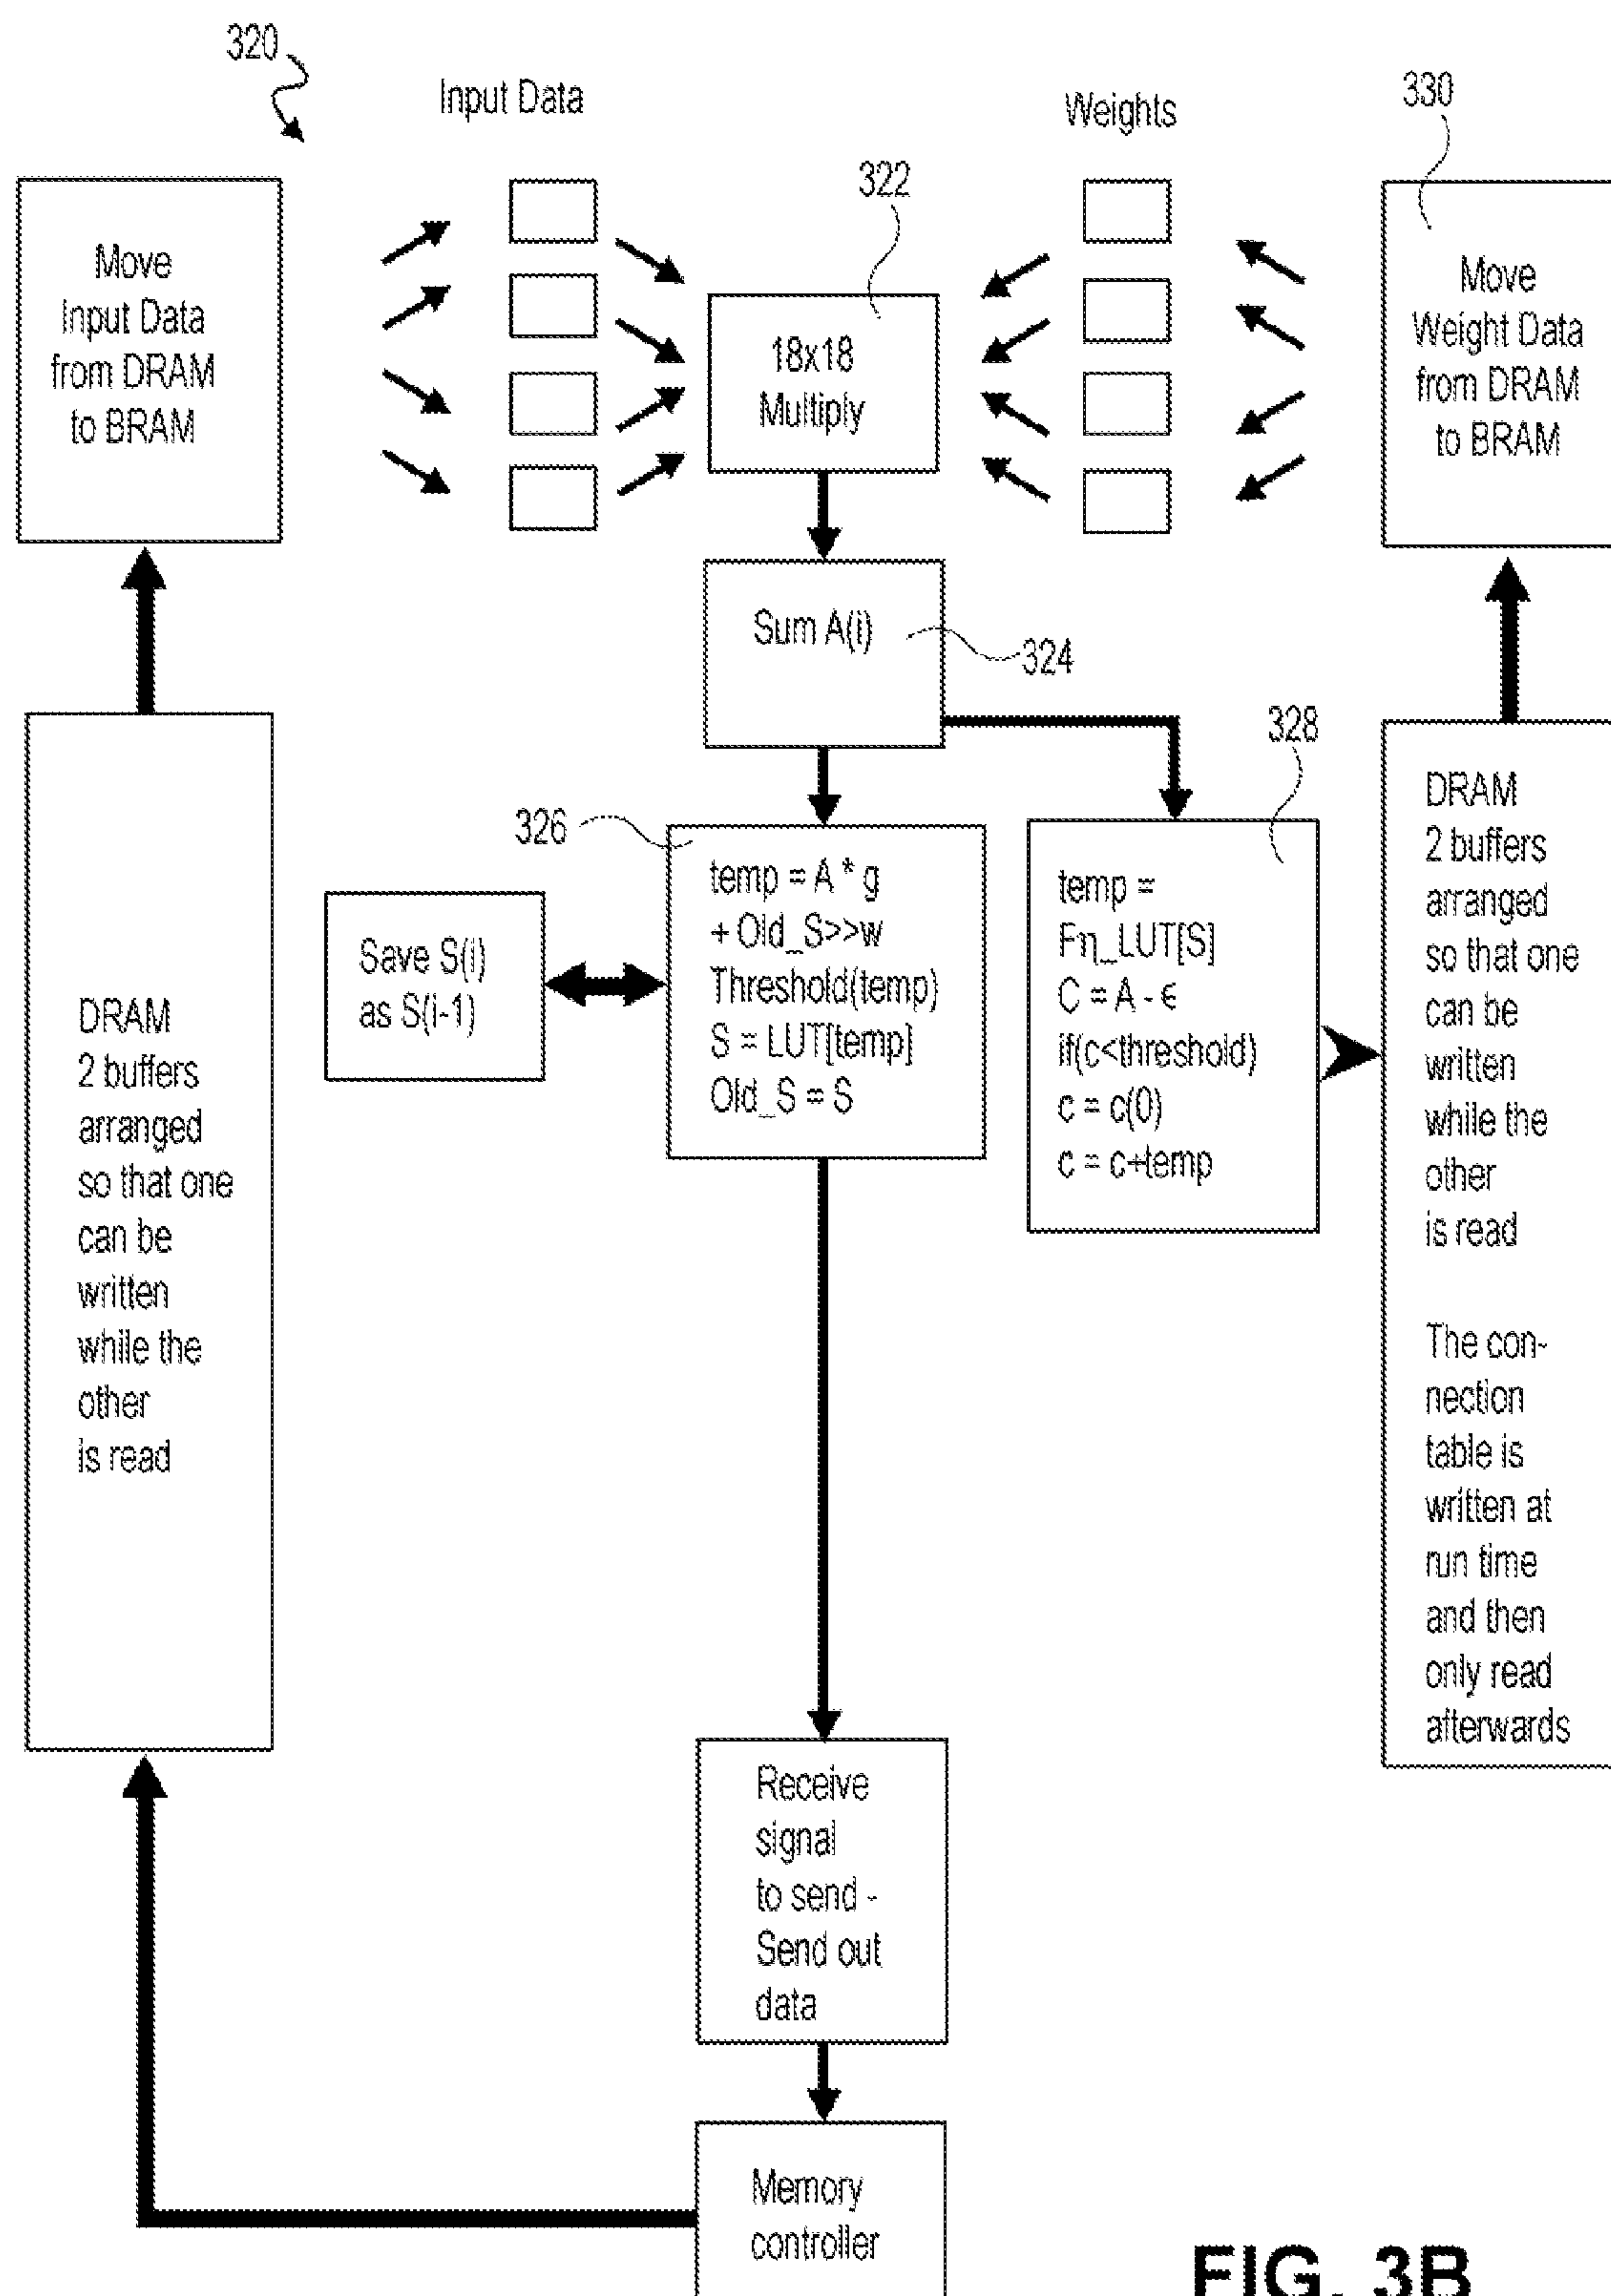 320
Input Data
Weights
330
322
Move
Input Data
from DRAM
to BRAM
18x18
Multiply
Move
Weight Data
from DRAM
to BRAM
Sum A(i)
324
328
326
temp = A * g
+ Old_S>>w
Threshold(temp)
S = LUT[temp]
Old_S = S
Save S(i)
as S(i-1)
temp =
Fη_LUT[S]
C = A - ϵ
if(c<threshold)
c = c(0)
c = c+temp
DRAM
2 buffers
arranged
so that one
can be
written
while the
other
is read
The con-
nection
table is
written at
run time
and then
only read
afterwards
DRAM
2 buffers
arranged
so that one
can be
written
while the
other
is read
Receive
signal
to send -
Send out
data
Memory
controller
FIG. 3B